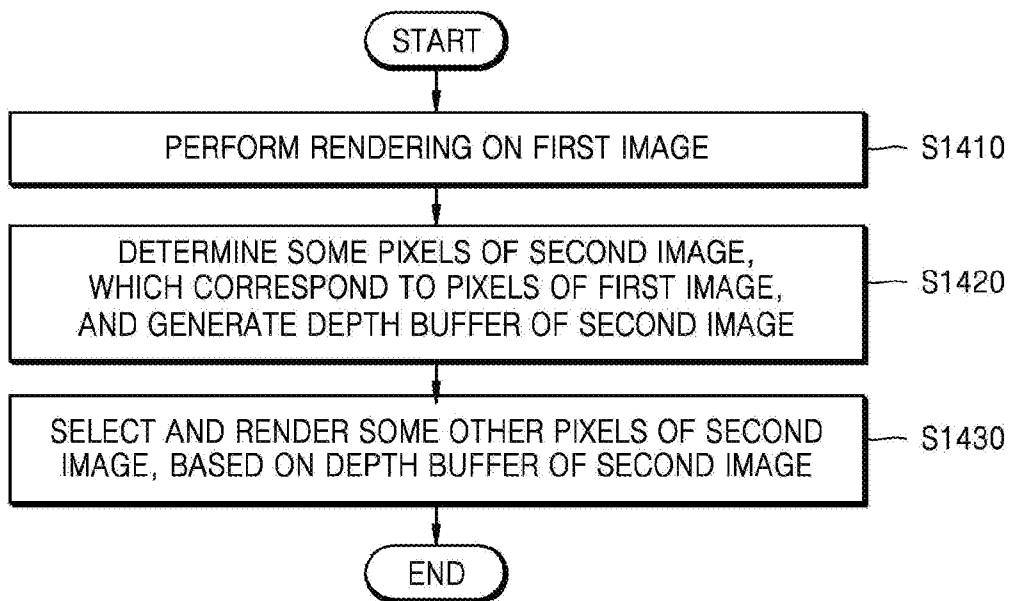 START
PERFORM RENDERING ON FIRST IMAGE
S1410
DETERMINE SOME PIXELS OF SECOND IMAGE,
WHICH CORRESPOND TO PIXELS OF FIRST IMAGE,
AND GENERATE DEPTH BUFFER OF SECOND IMAGE
S1420
SELECT AND RENDER SOME OTHER PIXELS OF SECOND
IMAGE, BASED ON DEPTH BUFFER OF SECOND IMAGE
S1430
END